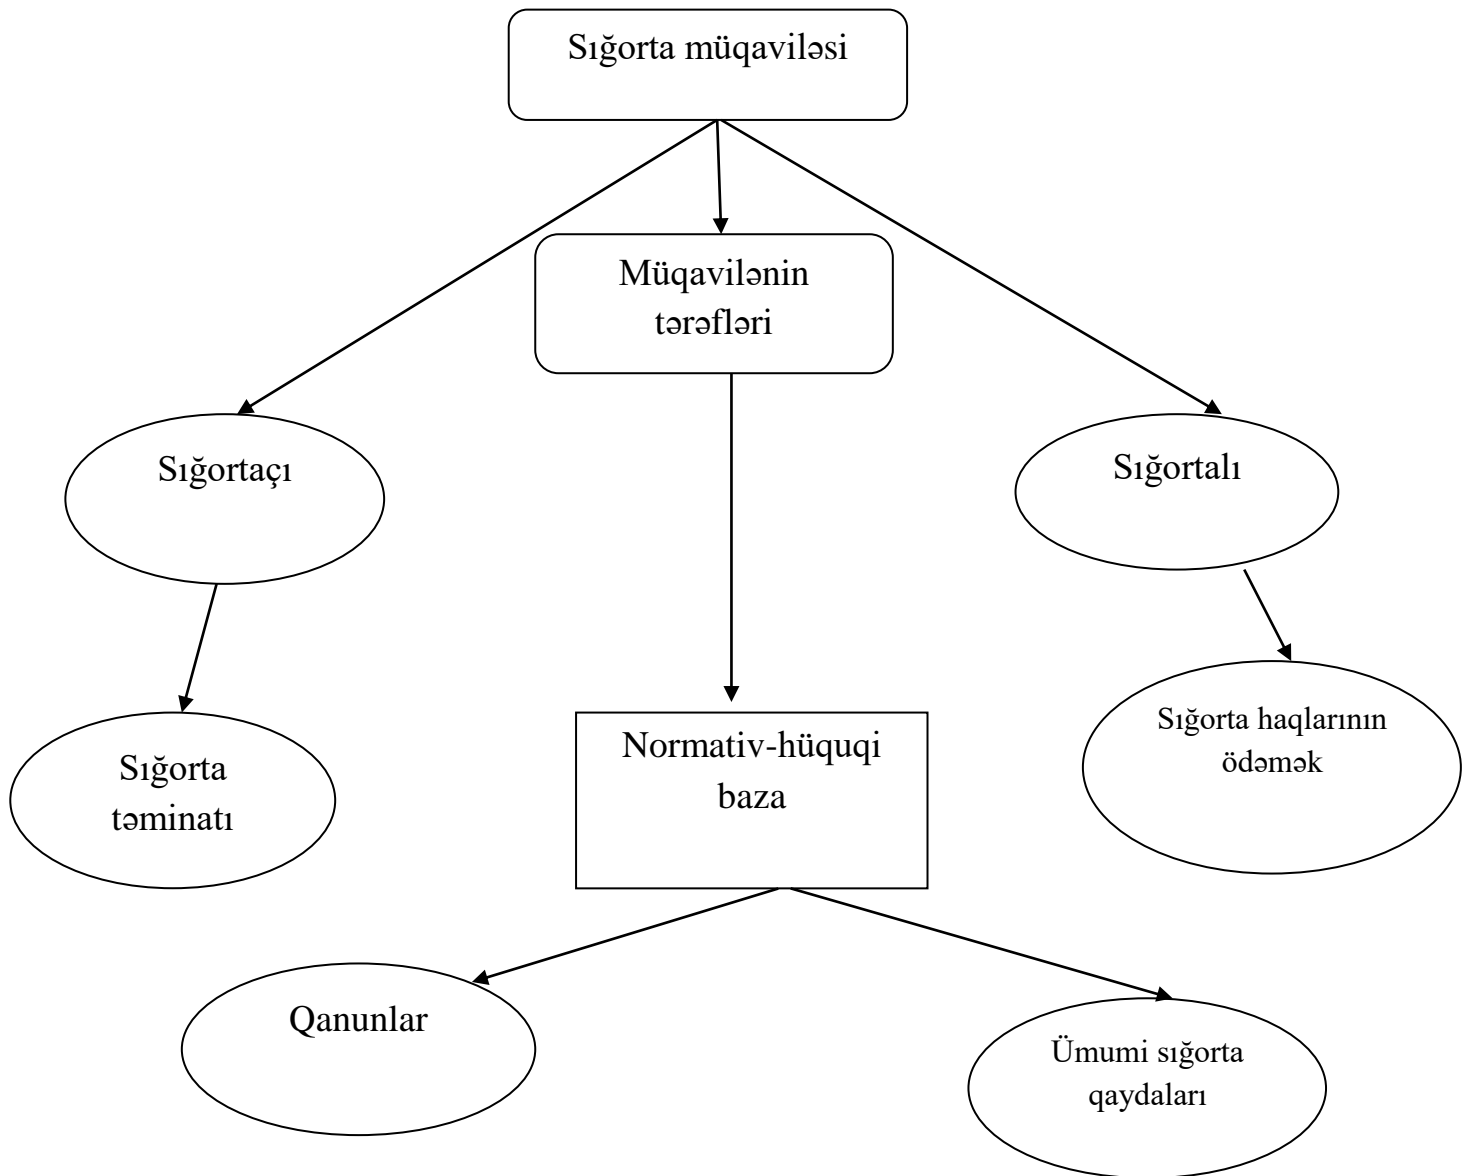 Sığorta müqaviləsi
Müqavilənin
tərəfləri
Sığortaçı
Sığortalı
Sığorta
təminatı
Normativ-hüquqi
baza
Sığorta haqlarının
ödəmək
Qanunlar
Ümumi sığorta
qaydaları